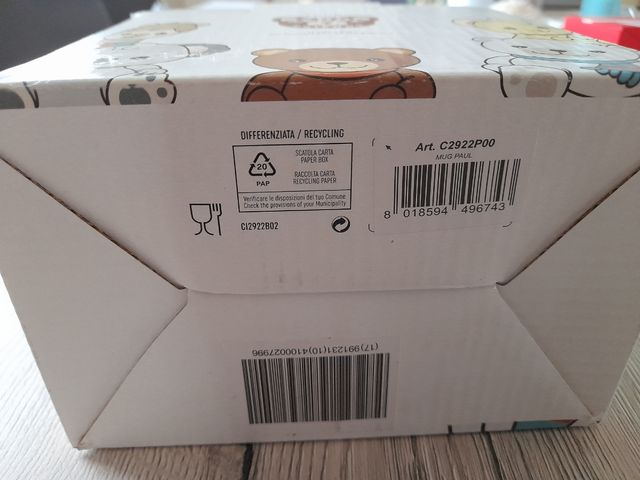 DIFFERENZIATA / RECYCLING
20
PAP
SCATOLA CARTA
PAPER BOX
RACCOLTA CARTA
RECYCLING PAPER
Verificare le disposizioni del tuo Comune
Check the provisions of your Municipality
CI2922B02
Art. C2922P00
MUG PAUL
8 018594 496743
(17)991231(10)4100027996